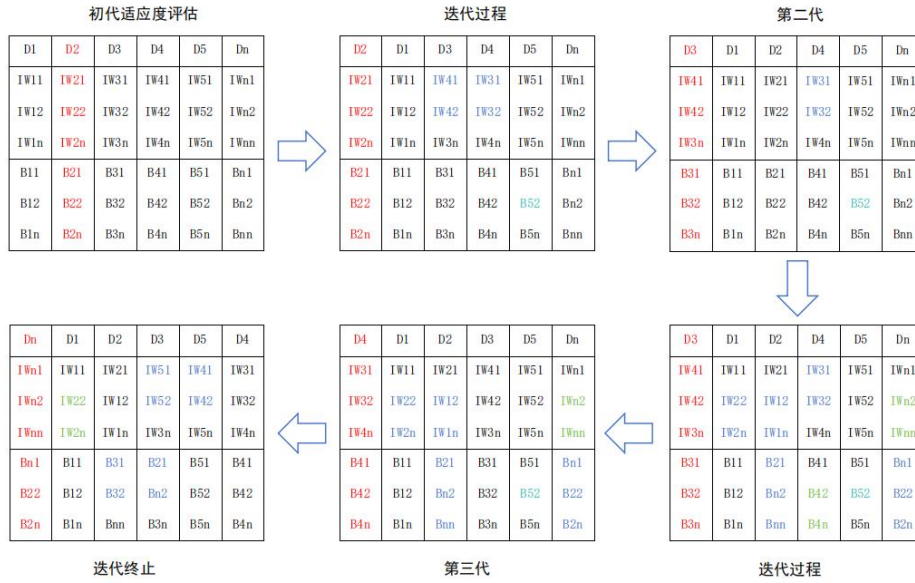 初代适应度评估
D1 D2 D3 D4 D5 Dn
IW11 IW21 IW31 IW41 IW51 IWn1
IW12 IW22 IW32 IW42 IW52 IWn2
IW1n IW2n IW3n IW4n IW5n IWnn
B11 B21 B31 B41 B51 Bn1
B12 B22 B32 B42 B52 Bn2
B1n B2n B3n B4n B5n Bnn
迭代过程
D2 D1 D3 D4 D5 Dn
IW21 IW11 IW41 IW31 IW51 IWn1
IW22 IW12 IW42 IW32 IW52 IWn2
IW2n IW1n IW3n IW4n IW5n IWnn
B21 B11 B31 B41 B51 Bn1
B22 B12 B32 B42 B52 Bn2
B2n B1n B3n B4n B5n Bnn
第二代
D3 D1 D2 D4 D5 Dn
IW41 IW11 IW21 IW31 IW51 IWn1
IW42 IW12 IW22 IW32 IW52 IWn2
IW3n IW1n IW2n IW4n IW5n IWnn
B31 B11 B21 B41 B51 Bn1
B32 B12 B22 B42 B52 Bn2
B3n B1n B2n B4n B5n Bnn
D3 D1 D2 D4 D5 Dn
IW41 IW11 IW21 IW31 IW51 IWn1
IW42 IW22 IW12 IW32 IW52 IWn2
IW3n IW2n IW1n IW4n IW5n IWnn
B31 B11 B21 B41 B51 Bn1
B32 B12 Bn2 B42 B52 B22
B3n B1n Bnn B4n B5n B2n
迭代过程
D4 D1 D2 D3 D5 Dn
IW31 IW11 IW21 IW41 IW51 IWn1
IW32 IW22 IW12 IW42 IW52 IWn2
IW4n IW2n IW1n IW3n IW5n IWnn
B41 B11 B21 B31 B51 Bn1
B42 B12 Bn2 B32 B52 B22
B4n B1n Bnn B3n B5n B2n
第三代
Dn D1 D2 D3 D5 D4
IWn1 IW11 IW21 IW51 IW41 IW31
IWn2 IW22 IW12 IW52 IW42 IW32
IWnn IW2n IW1n IW3n IW5n IW4n
Bn1 B11 B31 B21 B51 B41
B22 B12 B32 Bn2 B52 B42
B2n B1n Bnn B3n B5n B4n
迭代终止